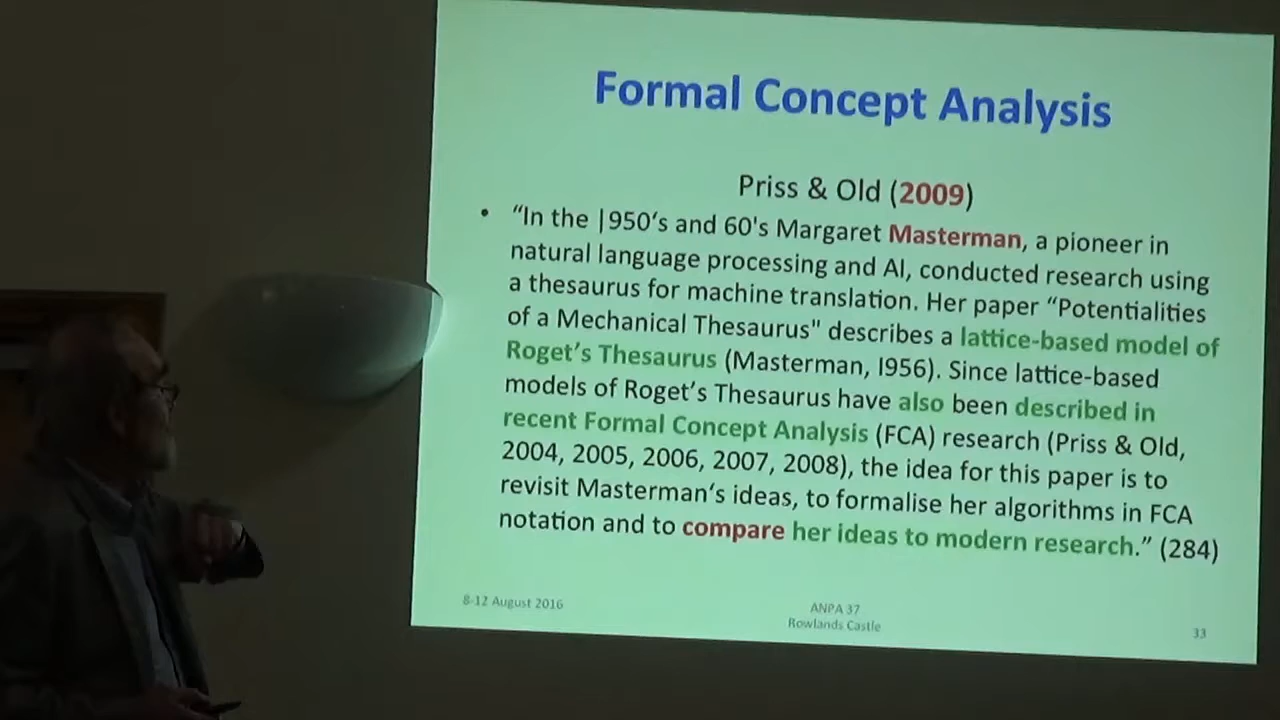 Formal Concept Analysis
Priss & Old (2009)
• “In the |950‘s and 60's Margaret Masterman, a pioneer in
natural language processing and AI, conducted research using
a thesaurus for machine translation. Her paper “Potentialities
of a Mechanical Thesaurus" describes a lattice-based model of
Roget’s Thesaurus (Masterman, l956). Since lattice-based
models of Roget’s Thesaurus have also been described in
recent Formal Concept Analysis (FCA) research (Priss & Old,
2004, 2005, 2006, 2007, 2008), the idea for this paper is to
revisit Masterman‘s ideas, to formalise her algorithms in FCA
notation and to compare her ideas to modern research.” (284)
8-12 August 2016
ANPA 37
Rowlands Castle
33